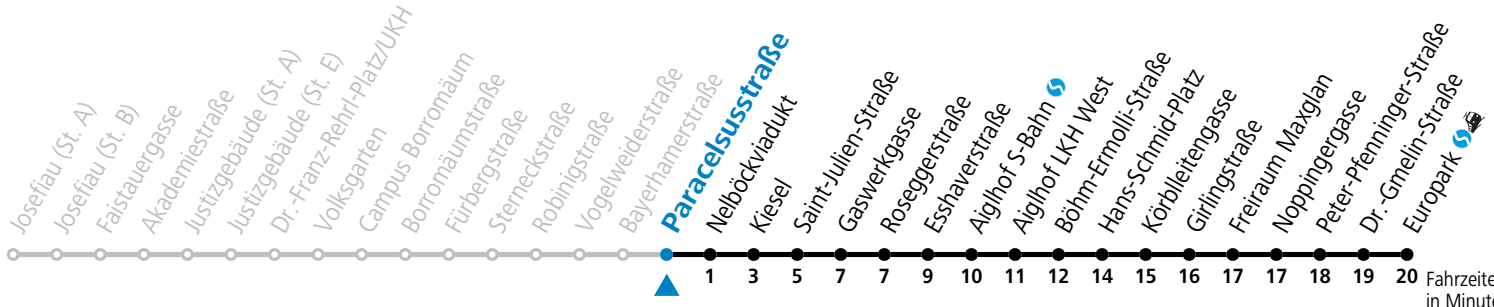 Josefiau (St. A)
Josefiau (St. B)
Faistauergasse
Akademiestraße
Justizgebäude (St. A)
Justizgebäude (St. E)
Dr.-Franz-Rehrl-Platz/UKH
Volksgarten
Campus Borromäum
Borromäumstraße
Fürbergstraße
Sterneckstraße
Robinigstraße
Vogelweiderstraße
Bayerhamerstraße
Paracelsusstraße
Nelböckviadukt
Kiesel
Saint-Julien-Straße
Gaswerkgasse
Roseggerstraße
Esshaverstraße
Aiglhof S-Bahn
Aiglhof LKH West
Böhm-Ermolli-Straße
Hans-Schmid-Platz
Körblleitengasse
Girlingstraße
Freiraum Maxglan
Noppingergasse
Peter-Pfenninger-Straße
Dr.-Gmelin-Straße
Europark
1 3 5 7 7 9 10 11 12 14 15 16 17 17 18 19 20
Fahrzeite
in Minute